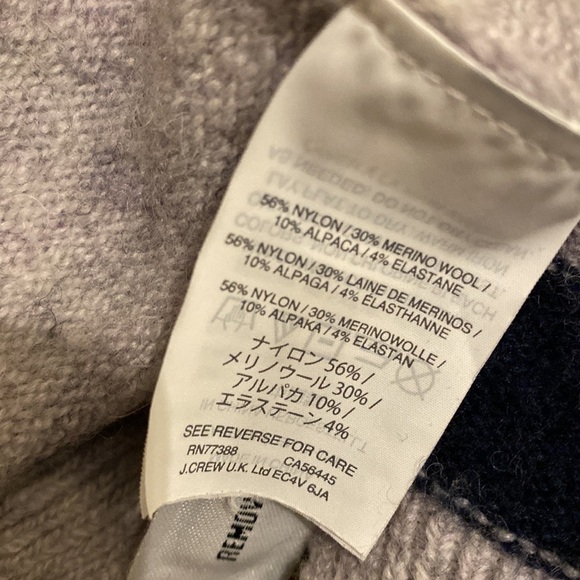 56% NYLON / 30% MERINO WOOL /
10% ALPACA / 4% ELASTANE
56% NYLON / 30% LAINE DE MERINOS /
10% ALPAGA / 4% ÉLASTHANNE
56% NYLON / 30% MERINOWOLLE /
10% ALPAKA / 4% ELASTAN
ナイロン 56% /
メリノウール 30% /
アルパカ 10% /
エラステーン 4%
SEE REVERSE FOR CARE
RN77388 CA56445
J.CREW U.K. Ltd EC4V 6JA
REMOV